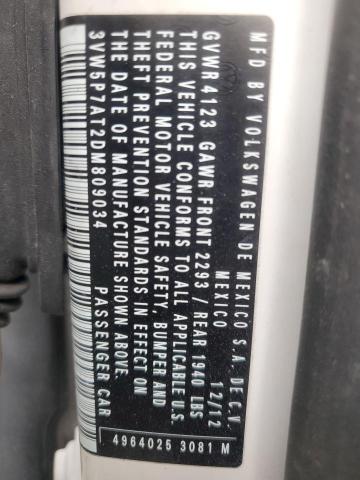 MFD BY VOLKSWAGEN DE MEXICO S.A. DE C.V.
MEXICO 12/12
GVWR 4123 GAWR FRONT 2293 / REAR 1940 LBS
THIS VEHICLE CONFORMS TO ALL APPLICABLE U.S.
FEDERAL MOTOR VEHICLE SAFETY, BUMPER AND
THEFT PREVENTION STANDARDS IN EFFECT ON
THE DATE OF MANUFACTURE SHOWN ABOVE.
3VW5P7AT2DM809034 PASSENGER CAR
4964025 3081 M